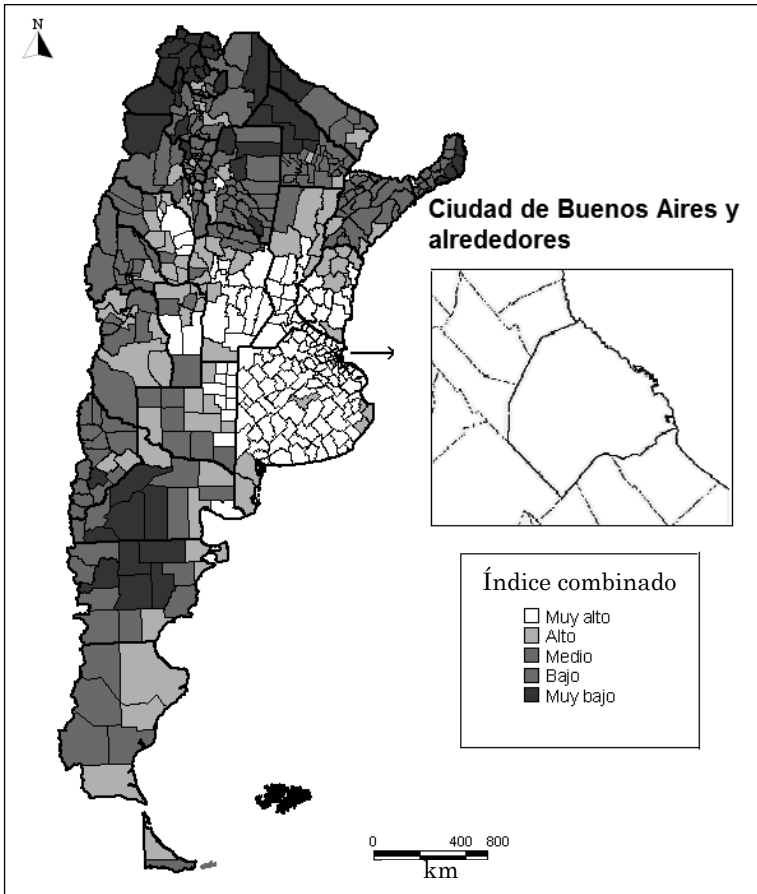 N
Ciudad de Buenos Aires y
alrededores
Índice combinado
Muy alto
Alto
Medio
Bajo
Muy bajo
0 400 800
km